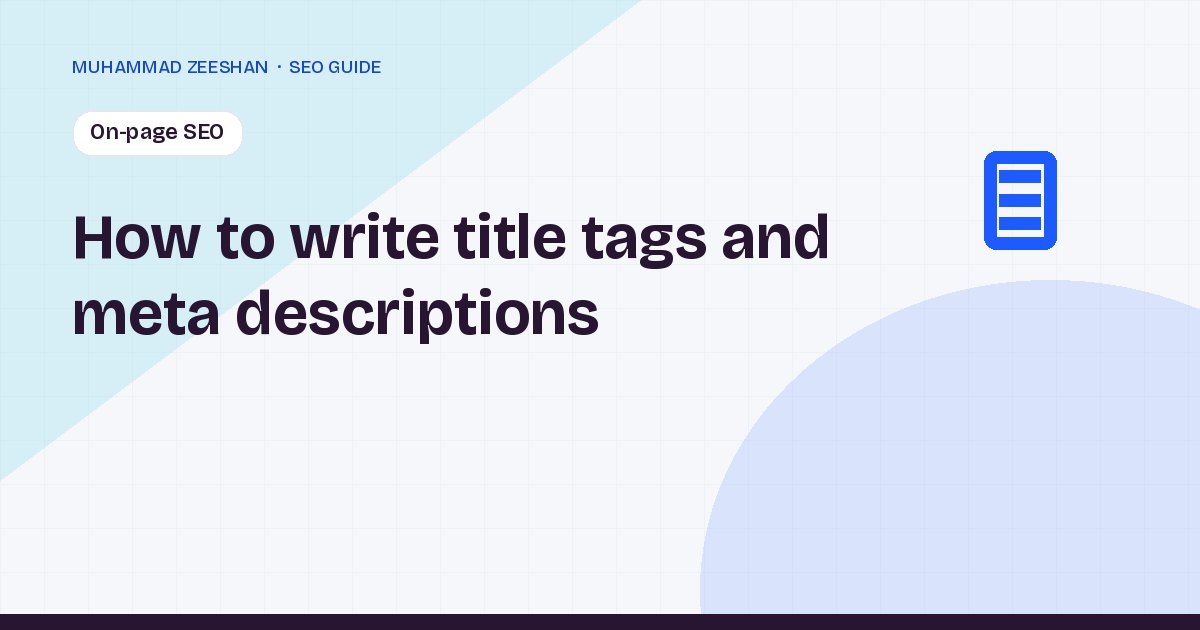 MUHAMMAD ZEESHAN · SEO GUIDE
On-page SEO
How to write title tags and
meta descriptions